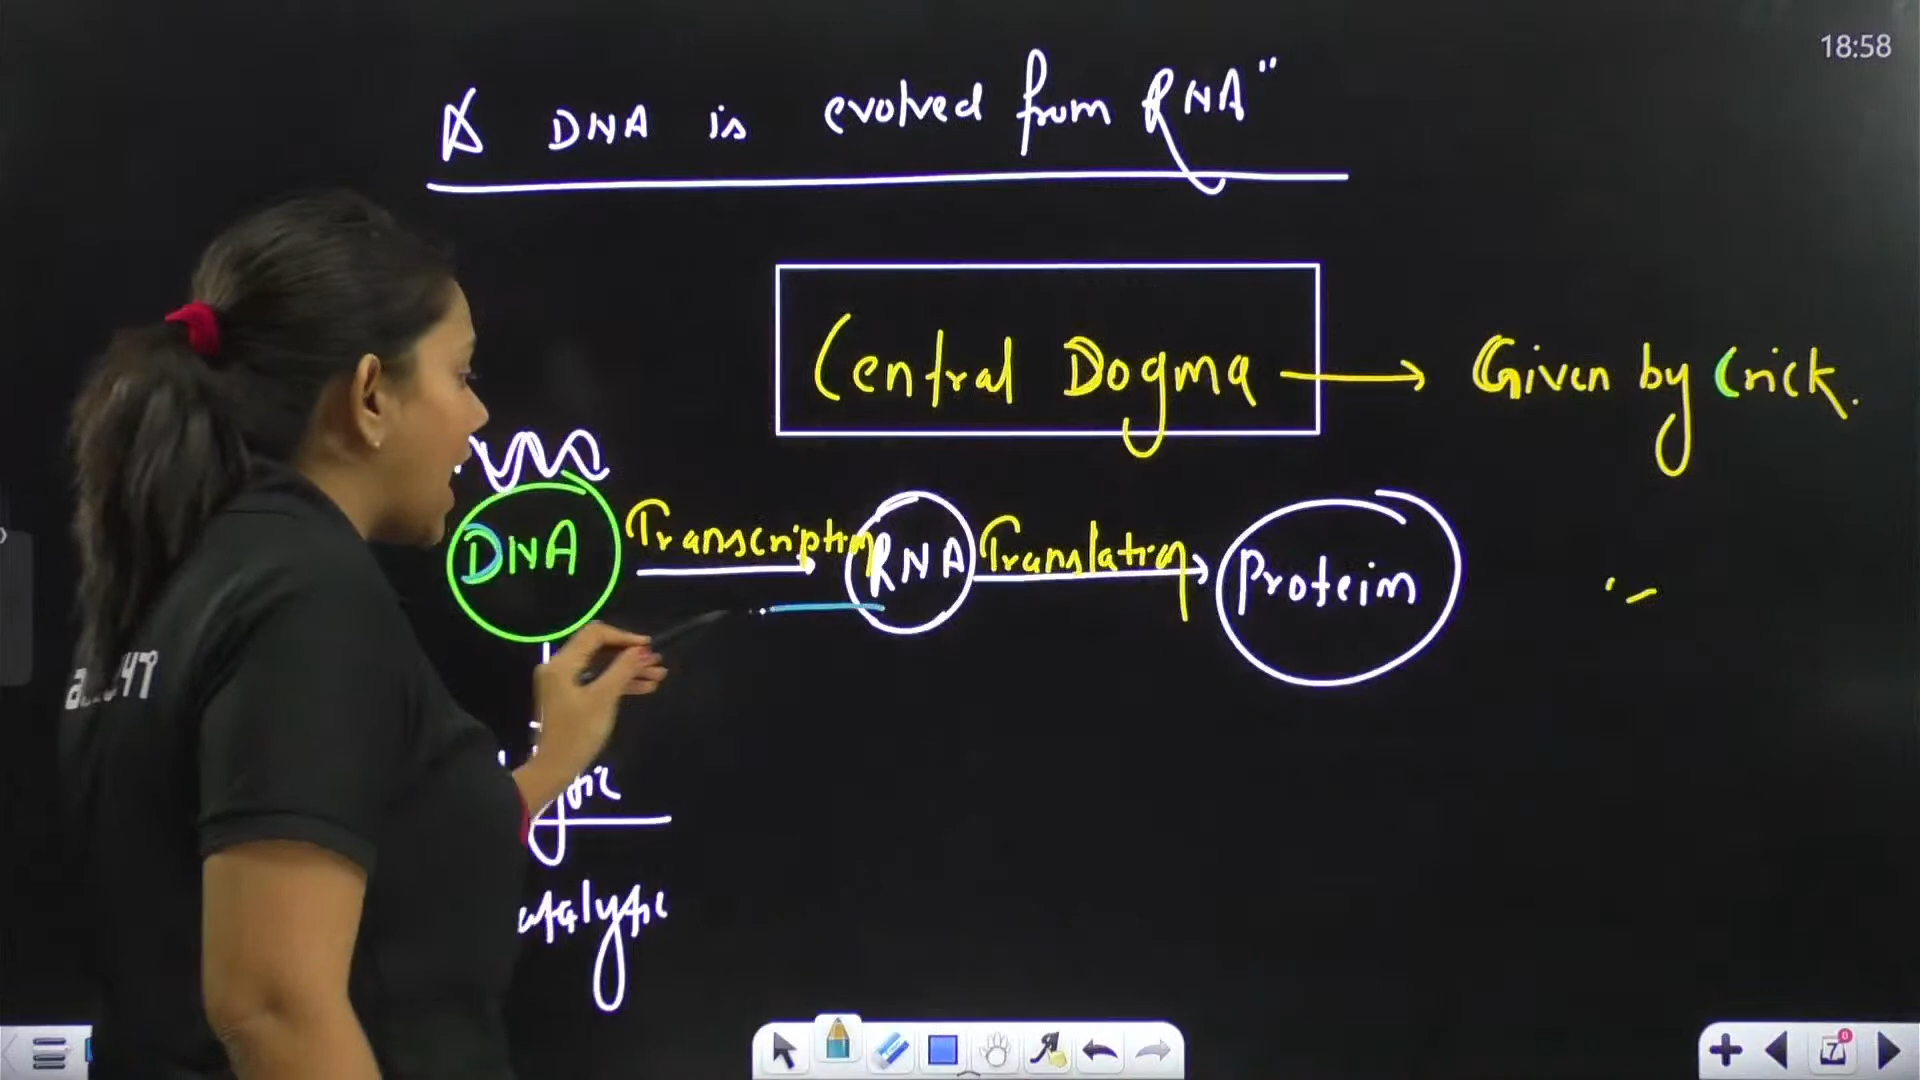 18:58
DNA is evolved from RNA"
Central Dogma → Given by Crick.
DNA Transcription RNA Translation Protein